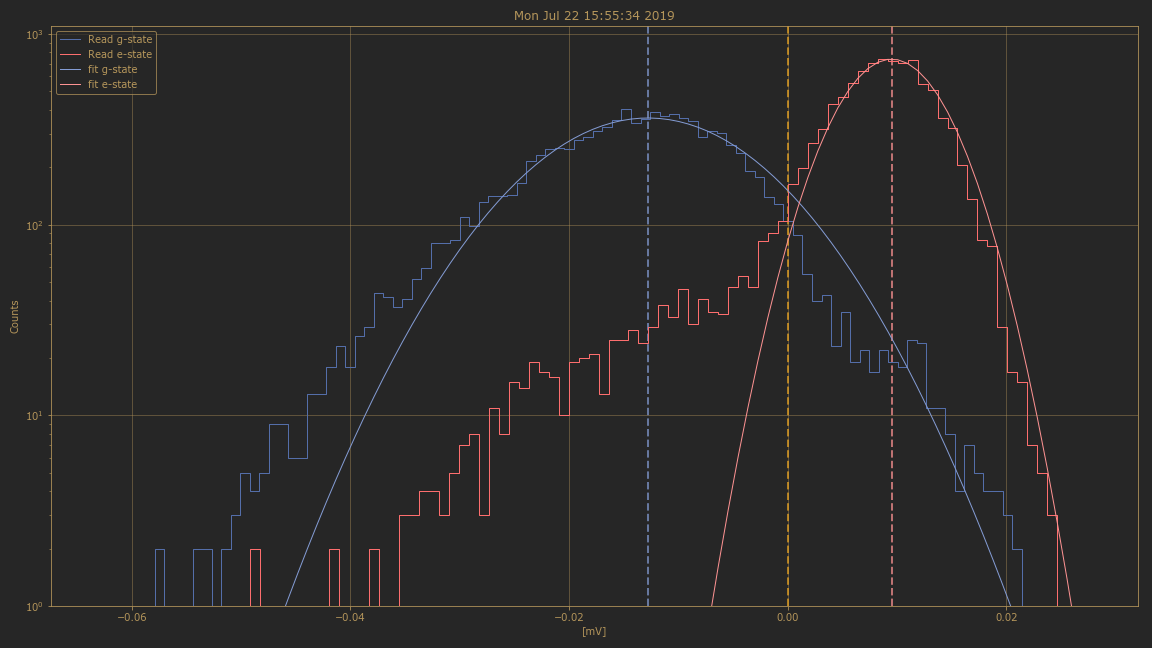 Mon Jul 22 15:55:34 2019
Read g-state
Read e-state
fit g-state
fit e-state
Counts
10³
10²
10¹
10⁰
−0.06 −0.04 −0.02 0.00 0.02
[mV]